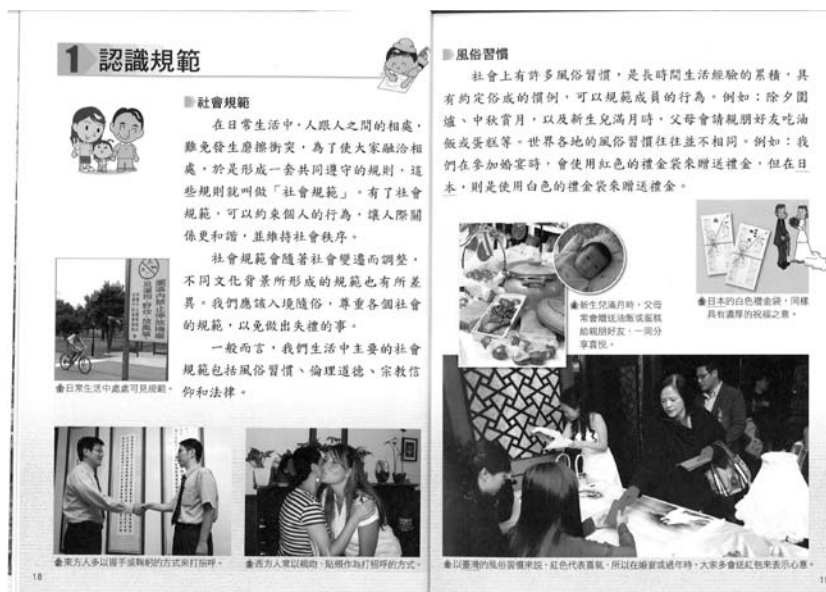 1 認識規範
社會規範
在日常生活中，人跟人之間的相處，
難免發生磨擦衝突，為了使大家融洽相
處，於是形成一套共同遵守的規則，這
些規則就叫做「社會規範」。有了社會
規範，可以約束個人的行為，讓人際關
係更和諧，並維持社會秩序。
社會規範會隨著社會變遷而調整，
不同文化背景所形成的規範也有所差
異。我們應該入境隨俗，尊重各個社會
的規範，以免做出失禮的事。
一般而言，我們生活中主要的社會
規範包括風俗習慣、倫理道德、宗教信
仰和法律。
日常生活中處處可見規範。
東方人多以握手或鞠躬的方式來打招呼。
西方人常以親吻、貼頰作為打招呼的方式。
18
風俗習慣
社會上有許多風俗習慣，是長時間生活經驗的累積，具
有約定俗成的慣例，可以規範成員的行為。例如：除夕圍
爐、中秋賞月，以及新生兒滿月時，父母會請親朋好友吃油
飯或蛋糕等。世界各地的風俗習慣往往並不相同。例如：我
們在參加婚宴時，會使用紅色的禮金袋來贈送禮金，但在日
本，則是使用白色的禮金袋來贈送禮金。
新生兒滿月時，父母
常會贈送油飯或蛋糕
給親朋好友，一同分
享喜悅。
日本的白色禮金袋，同樣
具有濃厚的祝福之意。
以臺灣的風俗習慣來說，紅色代表喜氣，所以在婚宴或過年時，大家多會送紅包來表示心意。